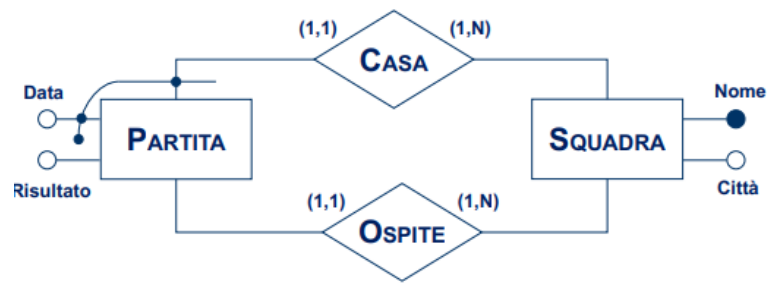 (1,1)
(1,N)
CASA
Data
PARTITA
SQUADRA
Nome
Risultato
Città
(1,1)
(1,N)
OSPITE